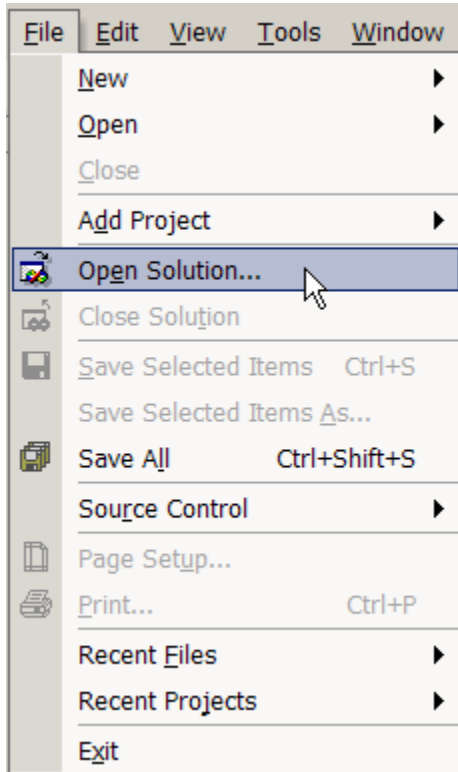 File Edit View Tools Window
New
Open
Close
Add Project
Open Solution...
Close Solution
Save Selected Items Ctrl+S
Save Selected Items As...
Save All Ctrl+Shift+S
Source Control
Page Setup...
Print... Ctrl+P
Recent Files
Recent Projects
Exit